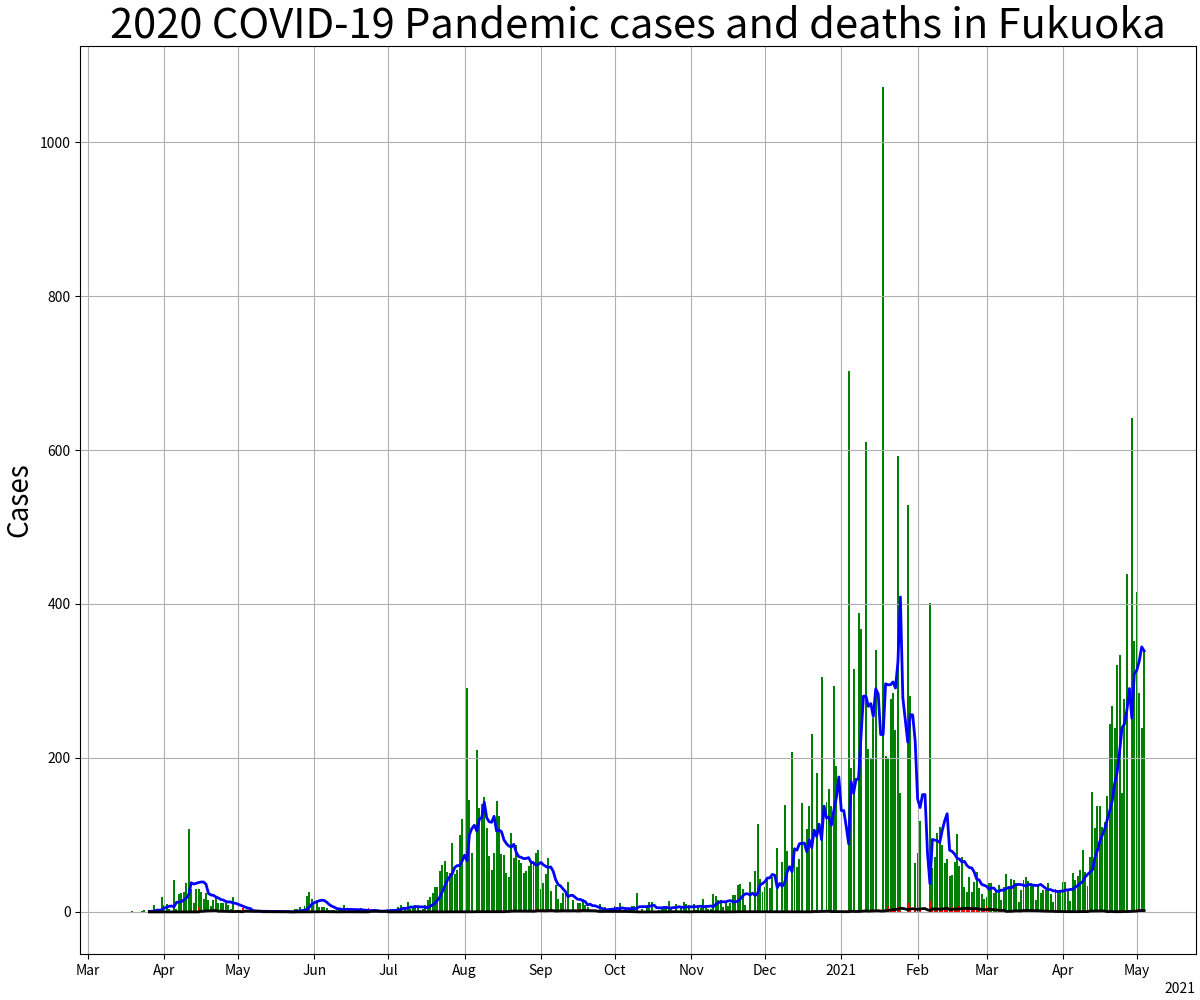 2020 COVID-19 Pandemic cases and deaths in Fukuoka
Cases
1000
800
600
400
200
0
Mar Apr May Jun Jul Aug Sep Oct Nov Dec 2021 Feb Mar Apr May
2021